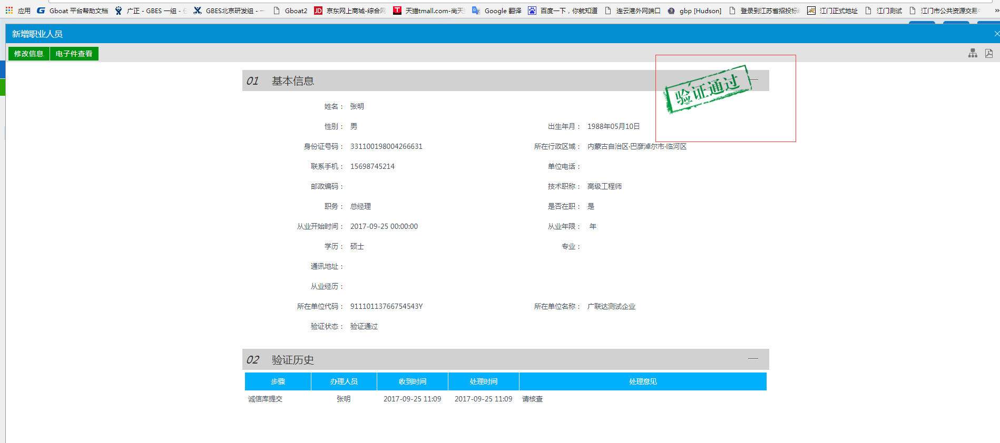 应用 Gboat 平台帮助文档 广正 - GBES 一组 - GBES北京研发组 - Gboat2 京东网上商城-综合网 天猫tmall.com-尚天 Google 翻译 百度一下，你就知道 连云港外网端口 gbp [Hudson] 登录到江苏省招投标 江门正式地址 江门测试 江门市公共资源交易 »
新增职业人员
修改信息 电子件查看
01 基本信息
验证通过
姓名： 张明
性别： 男 出生年月： 1988年05月10日
身份证号码： 331100198004266631 所在行政区域： 内蒙古自治区·巴彦淖尔市·临河区
联系手机： 15698745214 单位电话：
邮政编码： 技术职称： 高级工程师
职务： 总经理 是否在职： 是
从业开始时间： 2017-09-25 00:00:00 从业年限： 年
学历： 硕士 专业：
通讯地址：
从业经历：
所在单位代码： 91110113766754543Y 所在单位名称： 广联达测试企业
验证状态： 验证通过
02 验证历史
步骤 办理人员 收到时间 处理时间 处理意见
诚信库提交 张明 2017-09-25 11:09 2017-09-25 11:09 请核查